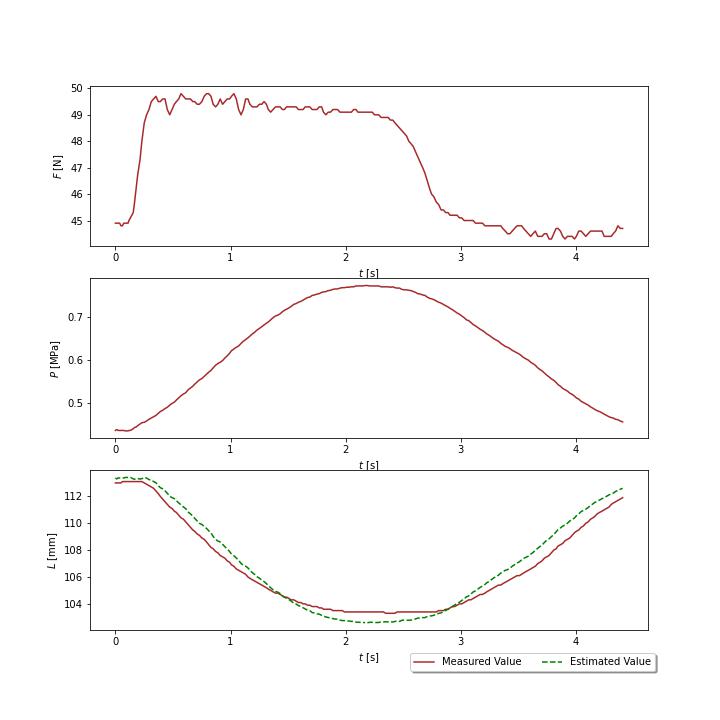 50
49
48
47
46
45
F [N]
0 1 2 3 4
t [s]
0.7
0.6
0.5
P [MPa]
0 1 2 3 4
t [s]
112
110
108
106
104
L [mm]
0 1 2 3 4
t [s]
Measured Value Estimated Value